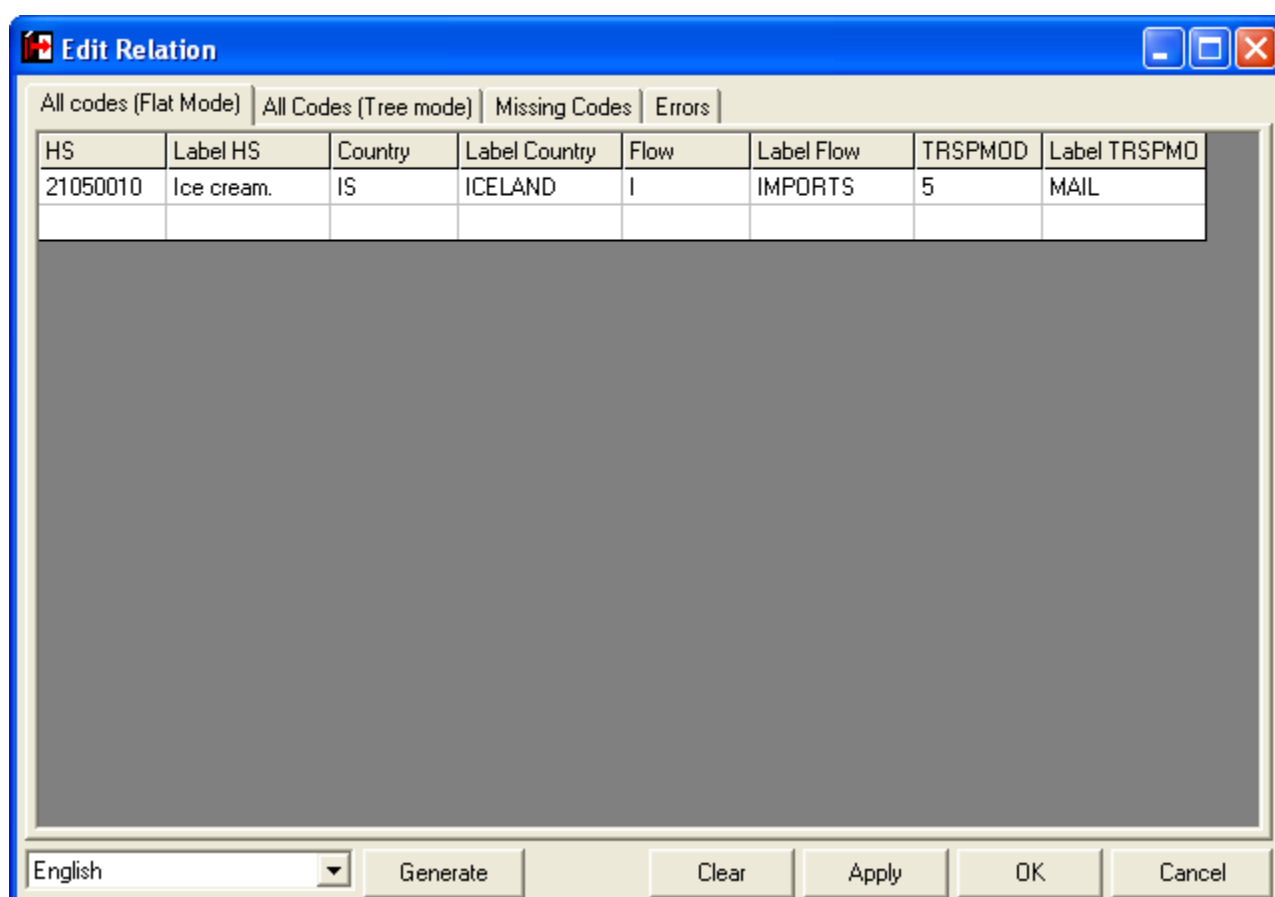 Edit Relation
All codes (Flat Mode) All Codes (Tree mode) Missing Codes Errors
HS Label HS Country Label Country Flow Label Flow TRSPMOD Label TRSPMO
21050010 Ice cream. IS ICELAND I IMPORTS 5 MAIL
English Generate Clear Apply OK Cancel